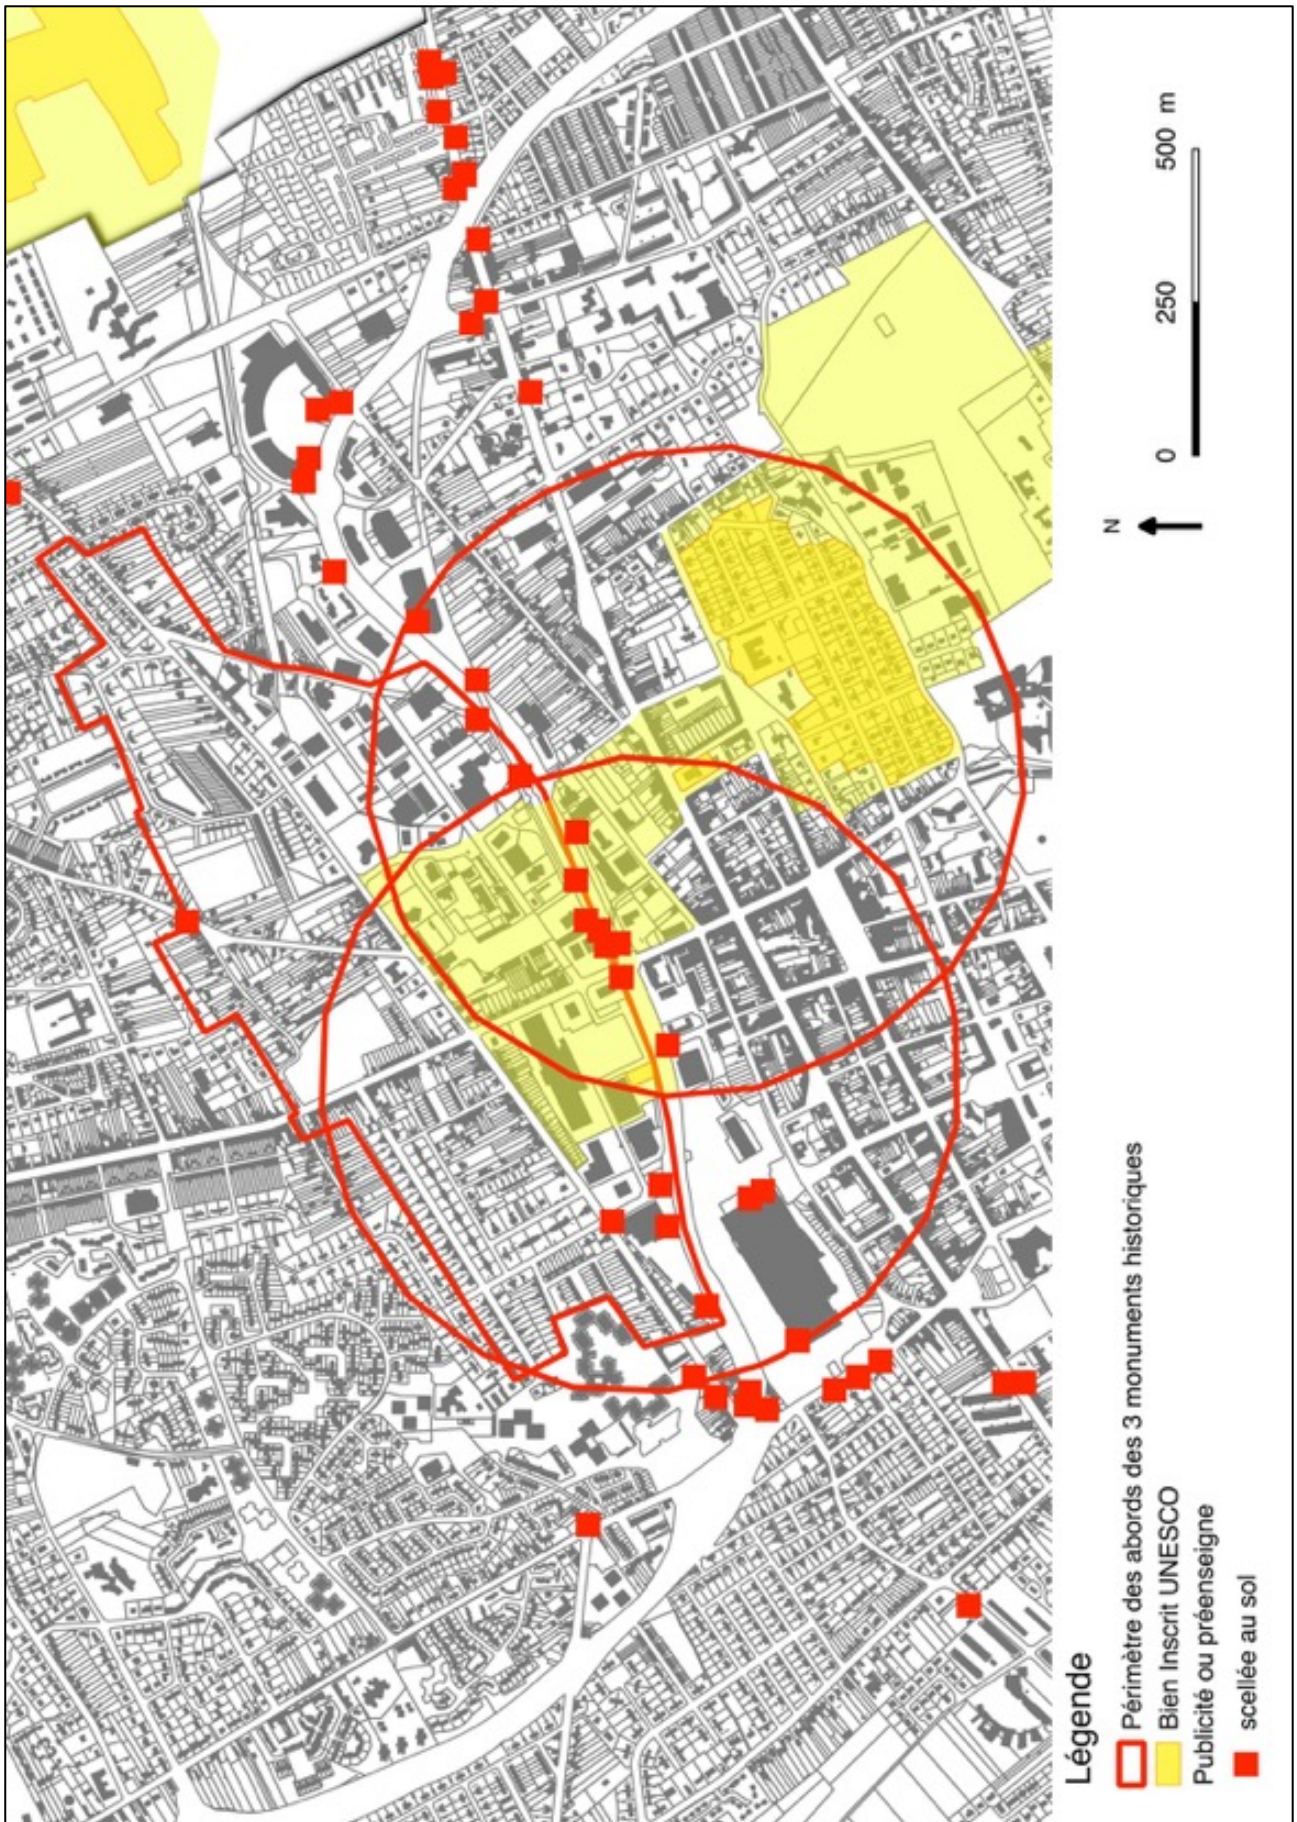 Légende
Périmètre des abords des 3 monuments historiques
Bien Inscrit UNESCO
Publicité ou préenseigne
scellée au sol
N
0 250 500 m